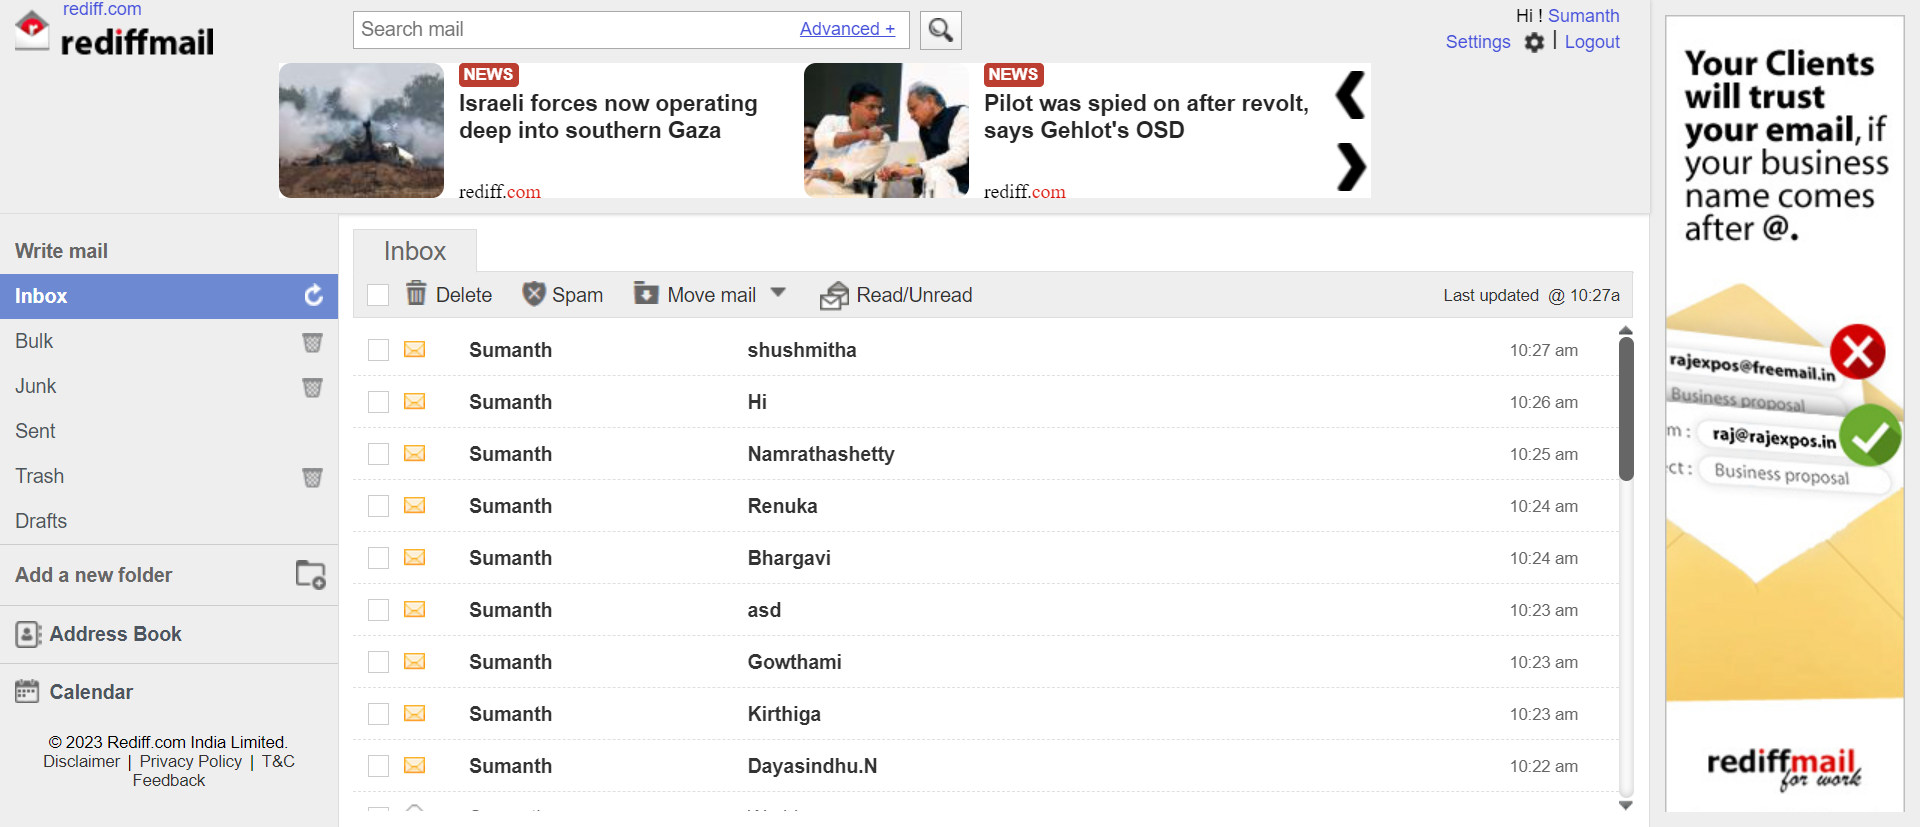 rediff.com
rediffmail
Search mail Advanced +
Hi ! Sumanth
Settings | Logout
NEWS
Israeli forces now operating
deep into southern Gaza
rediff.com
NEWS
Pilot was spied on after revolt,
says Gehlot's OSD
rediff.com
Write mail
Inbox
Bulk
Junk
Sent
Trash
Drafts
Add a new folder
Address Book
Calendar
© 2023 Rediff.com India Limited.
Disclaimer | Privacy Policy | T&C
Feedback
Inbox
Delete Spam Move mail Read/Unread Last updated @ 10:27a
Sumanth shushmitha 10:27 am
Sumanth Hi 10:26 am
Sumanth Namrathashetty 10:25 am
Sumanth Renuka 10:24 am
Sumanth Bhargavi 10:24 am
Sumanth asd 10:23 am
Sumanth Gowthami 10:23 am
Sumanth Kirthiga 10:23 am
Sumanth Dayasindhu.N 10:22 am
Your Clients
will trust
your email, if
your business
name comes
after @.
rajexpos@freemail.in
Business proposal
m : raj@rajexpos.in
ct : Business proposal
rediffmail
for work